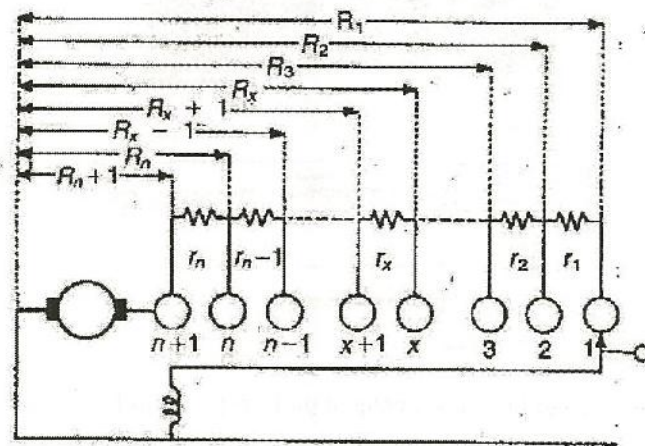 R₁
R₂
R₃
Rₓ
Rₓ + 1
Rₓ − 1
Rₙ
Rₙ+1
rₙ rₙ−1 rₓ r₂ r₁
n+1 n n−1 x+1 x 3 2 1